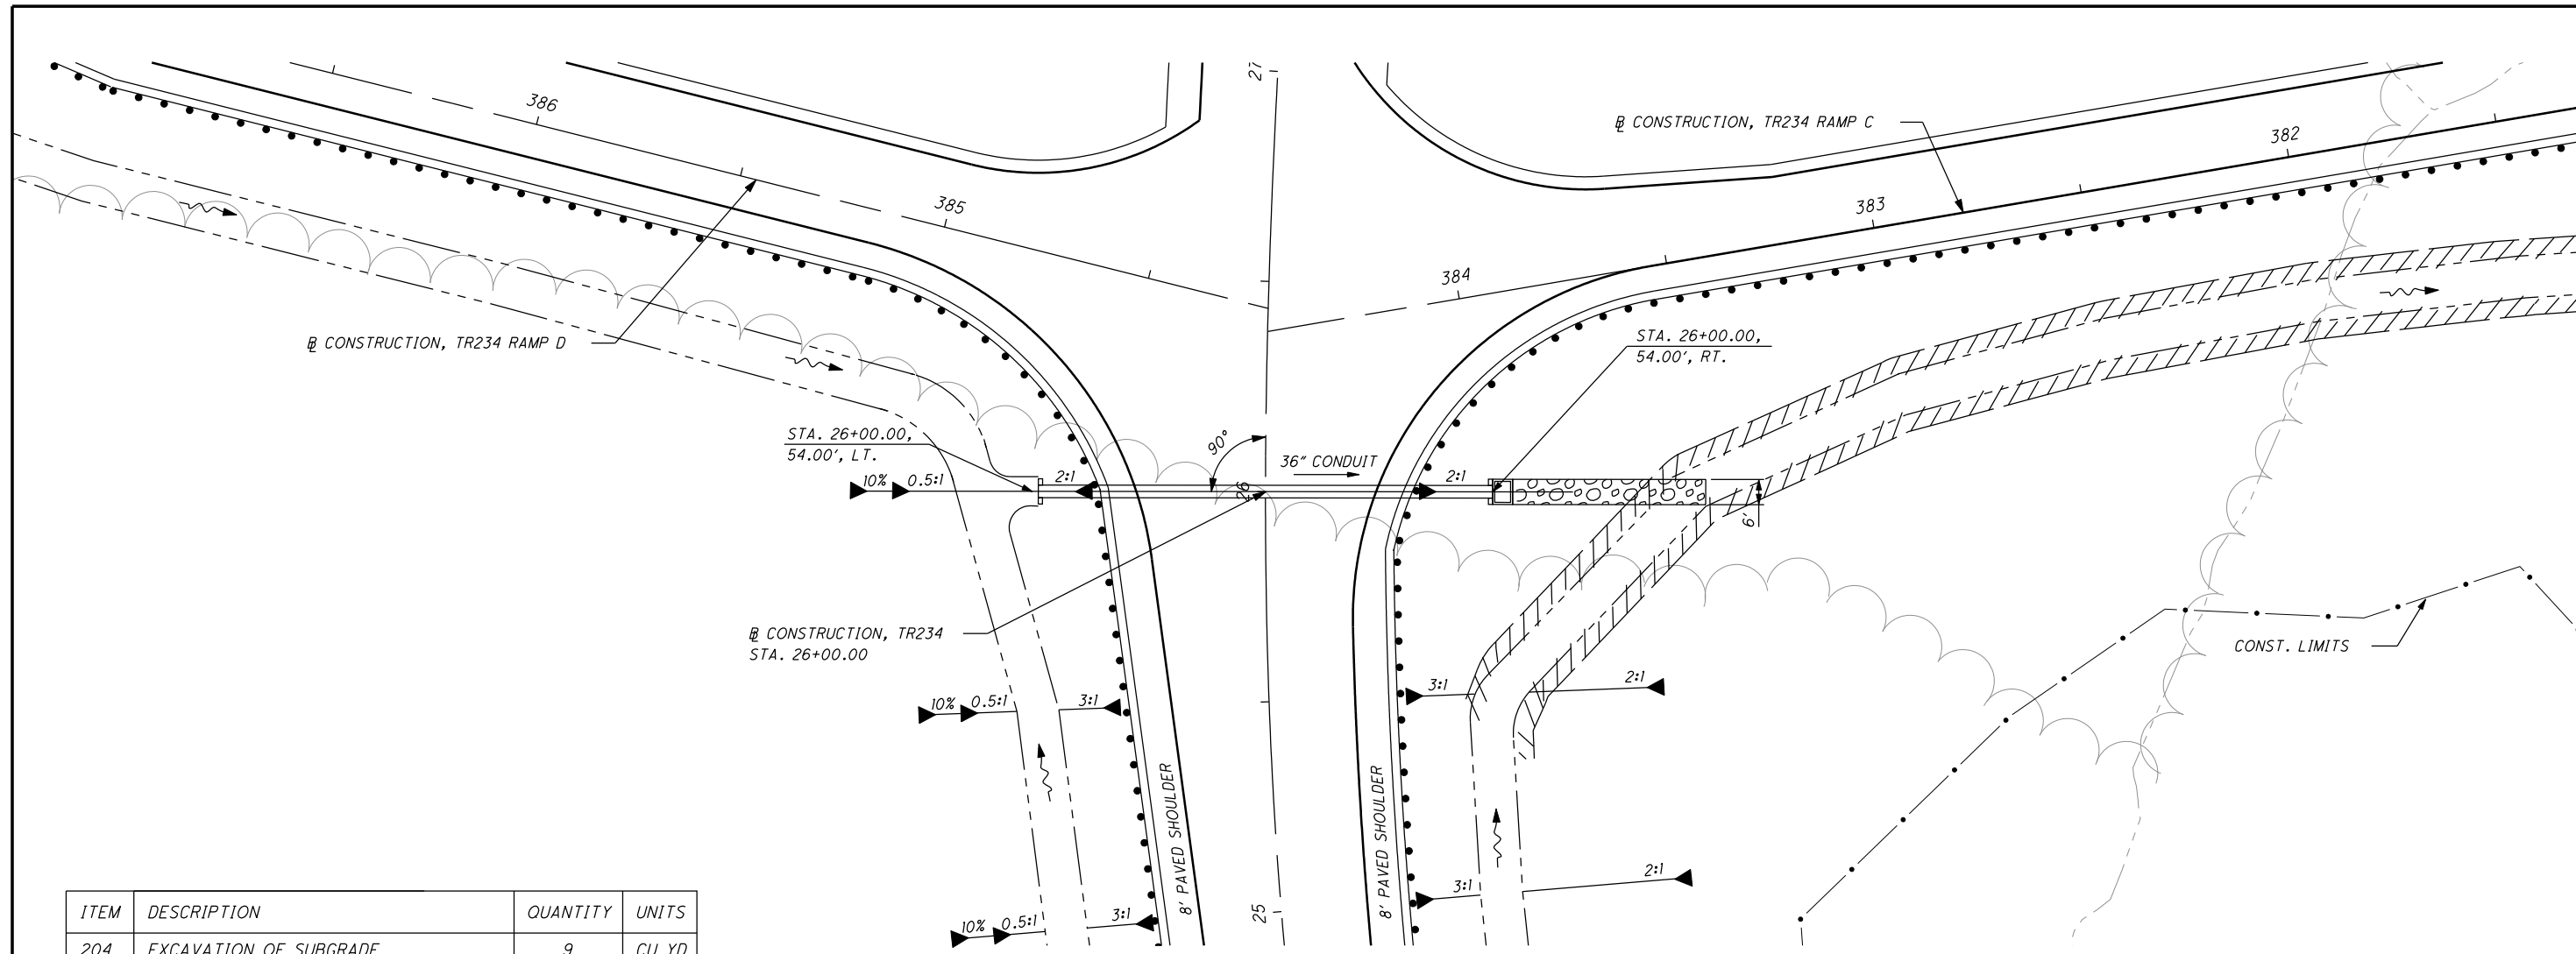 27
386
℄ CONSTRUCTION, TR234 RAMP C
382
385
383
384
℄ CONSTRUCTION, TR234 RAMP D
STA. 26+00.00,
54.00', RT.
STA. 26+00.00,
54.00', LT.
90°
36" CONDUIT
10% 0.5:1
2:1
2:1
26
6'
℄ CONSTRUCTION, TR234
STA. 26+00.00
CONST. LIMITS
10% 0.5:1
3:1
3:1
2:1
8' PAVED SHOULDER
8' PAVED SHOULDER
3:1
2:1
10% 0.5:1
3:1
25
ITEM DESCRIPTION QUANTITY UNITS
204 EXCAVATION OF SUBGRADE 9 CU YD